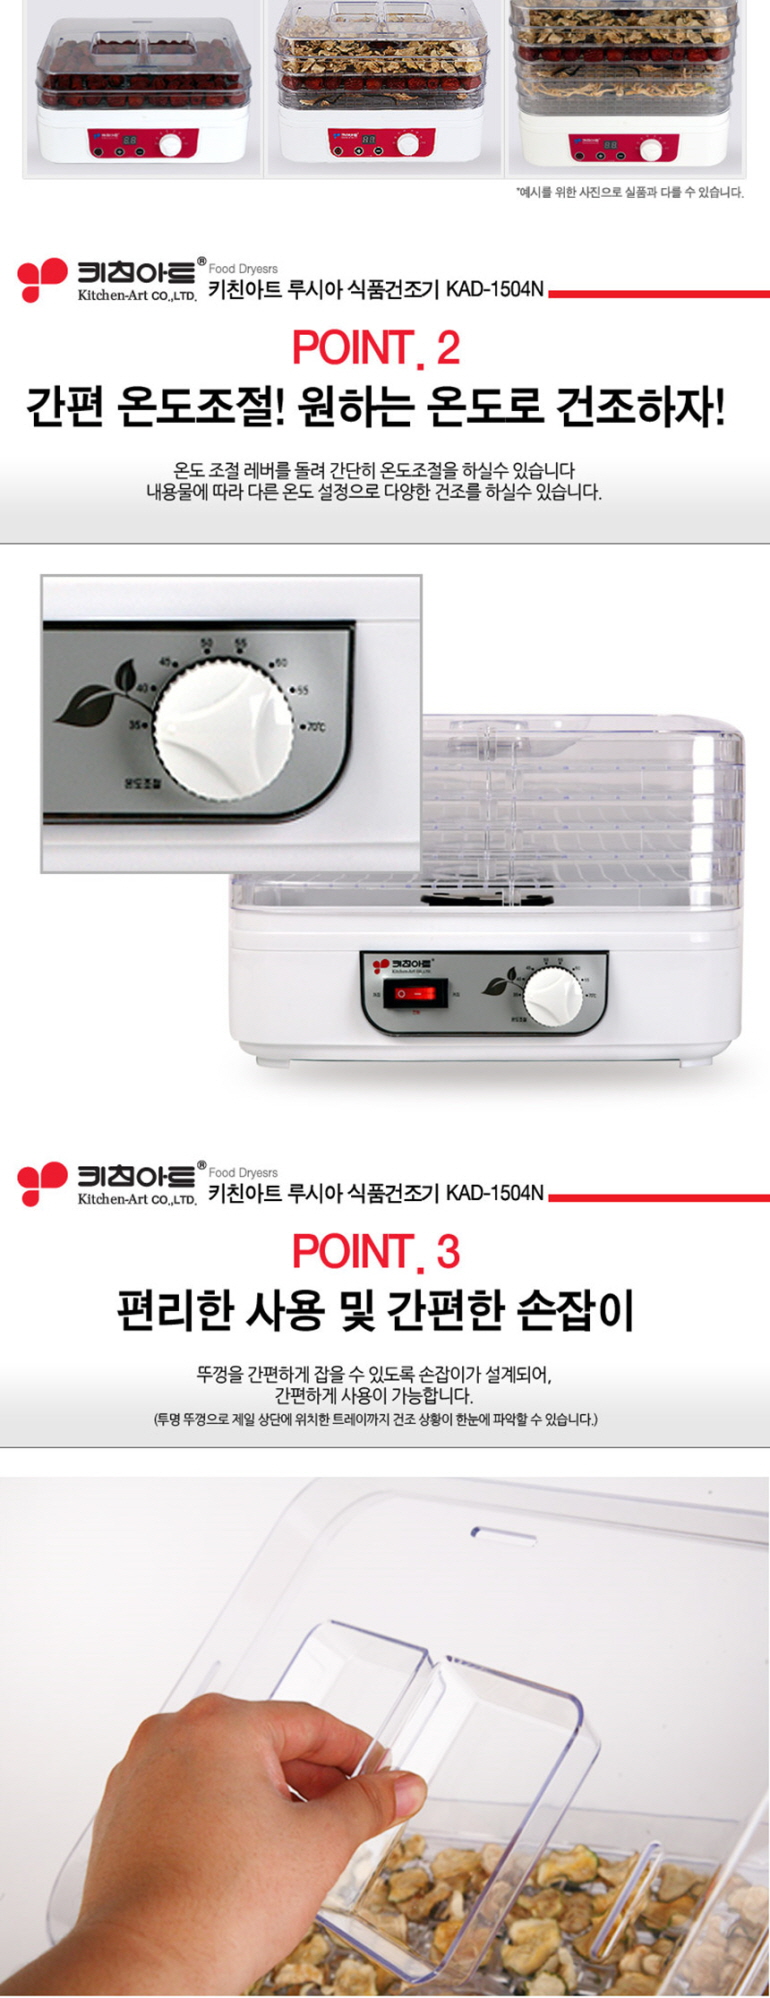 *예시를 위한 사진으로 실품과 다를 수 있습니다.
키친아트®
Kitchen-Art CO.,LTD.
Food Dryesrs
키친아트 루시아 식품건조기 KAD-1504N
POINT. 2
간편 온도조절! 원하는 온도로 건조하자!
온도 조절 레버를 돌려 간단히 온도조절을 하실수 있습니다
내용물에 따라 다른 온도 설정으로 다양한 건조를 하실수 있습니다.
35 40 45 50 55 60 55 70℃
온도조절
키친아트
키친아트®
Kitchen-Art CO.,LTD.
Food Dryesrs
키친아트 루시아 식품건조기 KAD-1504N
POINT. 3
편리한 사용 및 간편한 손잡이
뚜껑을 간편하게 잡을 수 있도록 손잡이가 설계되어,
간편하게 사용이 가능합니다.
(투명 뚜껑으로 제일 상단에 위치한 트레이까지 건조 상황이 한눈에 파악할 수 있습니다.)